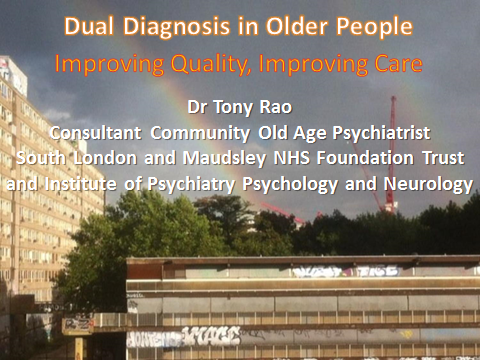 Dual Diagnosis in Older People
Improving Quality, Improving Care
Dr Tony Rao
Consultant Community Old Age Psychiatrist
South London and Maudsley NHS Foundation Trust
and Institute of Psychiatry Psychology and Neurology